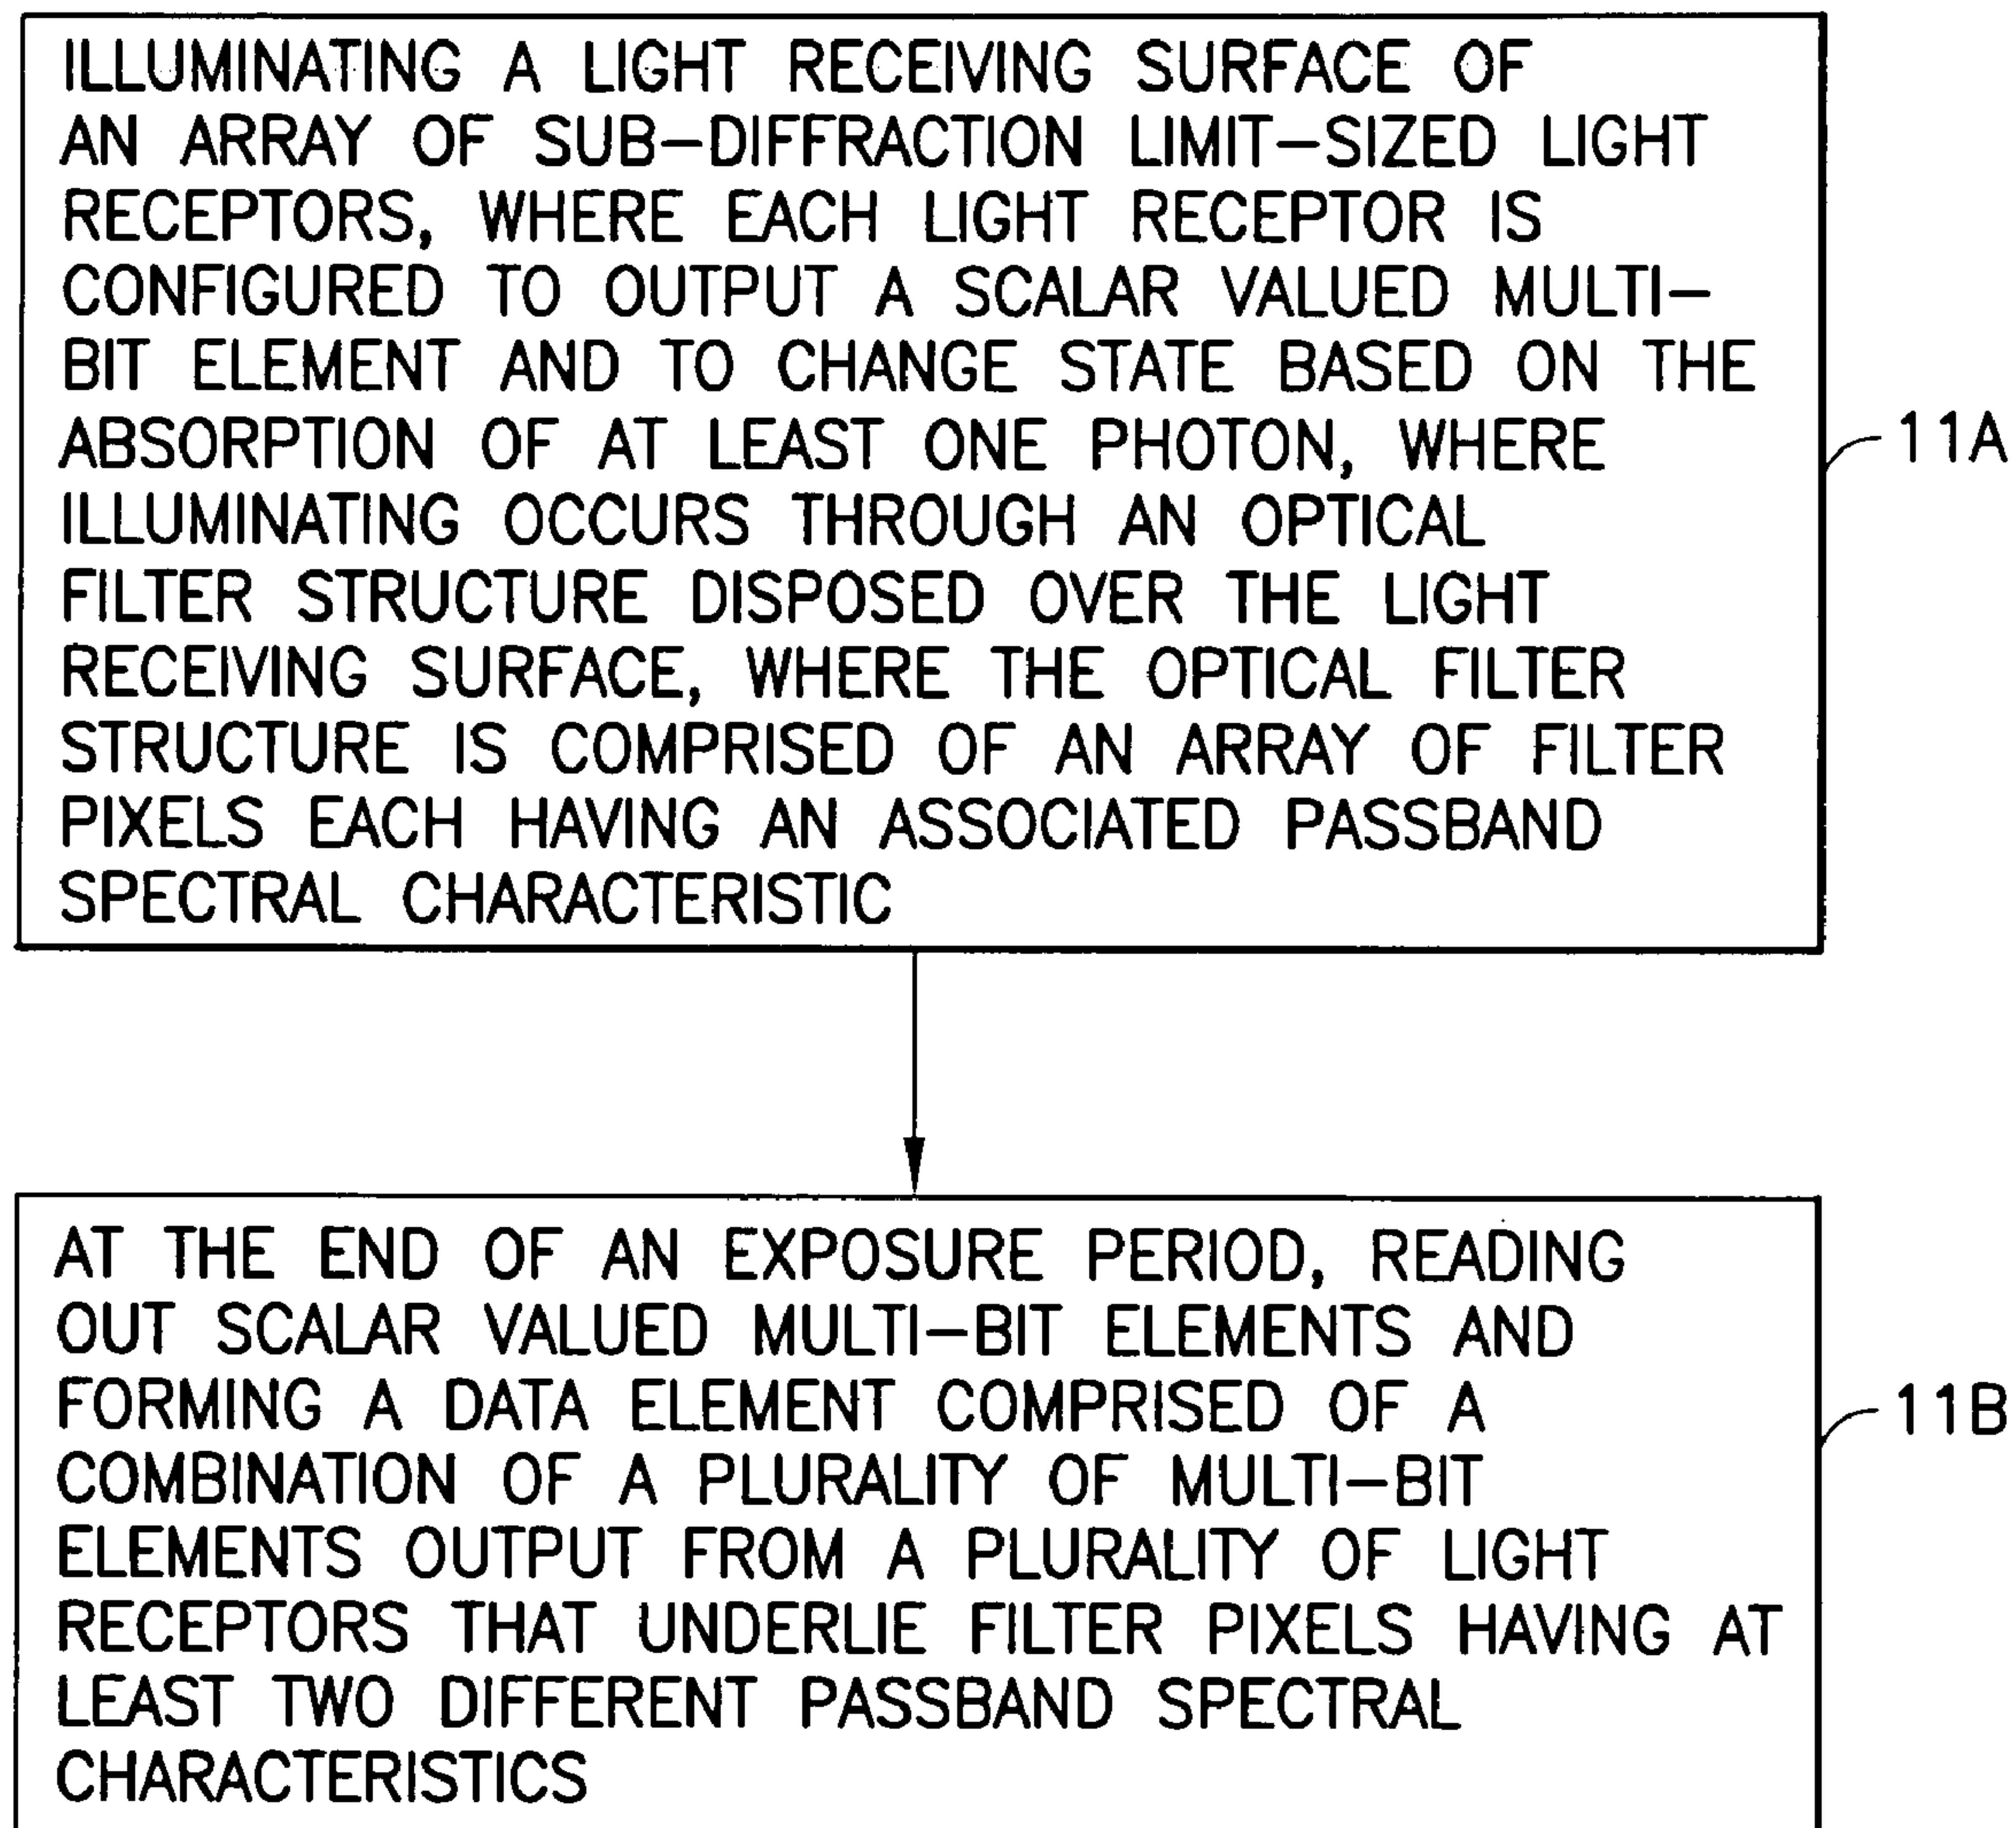 ILLUMINATING A LIGHT RECEIVING SURFACE OF
AN ARRAY OF SUB-DIFFRACTION LIMIT-SIZED LIGHT
RECEPTORS, WHERE EACH LIGHT RECEPTOR IS
CONFIGURED TO OUTPUT A SCALAR VALUED MULTI-
BIT ELEMENT AND TO CHANGE STATE BASED ON THE
ABSORPTION OF AT LEAST ONE PHOTON, WHERE
ILLUMINATING OCCURS THROUGH AN OPTICAL
FILTER STRUCTURE DISPOSED OVER THE LIGHT
RECEIVING SURFACE, WHERE THE OPTICAL FILTER
STRUCTURE IS COMPRISED OF AN ARRAY OF FILTER
PIXELS EACH HAVING AN ASSOCIATED PASSBAND
SPECTRAL CHARACTERISTIC
11A
AT THE END OF AN EXPOSURE PERIOD, READING
OUT SCALAR VALUED MULTI-BIT ELEMENTS AND
FORMING A DATA ELEMENT COMPRISED OF A
COMBINATION OF A PLURALITY OF MULTI-BIT
ELEMENTS OUTPUT FROM A PLURALITY OF LIGHT
RECEPTORS THAT UNDERLIE FILTER PIXELS HAVING AT
LEAST TWO DIFFERENT PASSBAND SPECTRAL
CHARACTERISTICS
11B